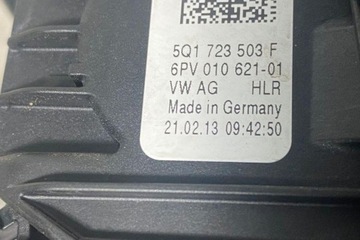 5Q1 723 503 F
6PV 010 621-01
VW AG HLR
Made in Germany
21.02.13 09:42:50